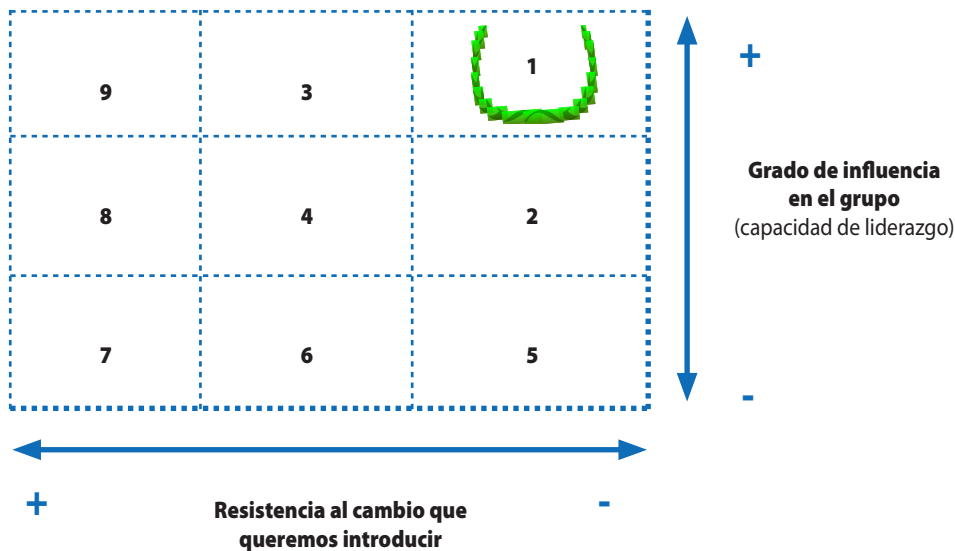 9 3 1
+
8 4 2
Grado de influencia
en el grupo
(capacidad de liderazgo)
7 6 5
-
+ -
Resistencia al cambio que
queremos introducir